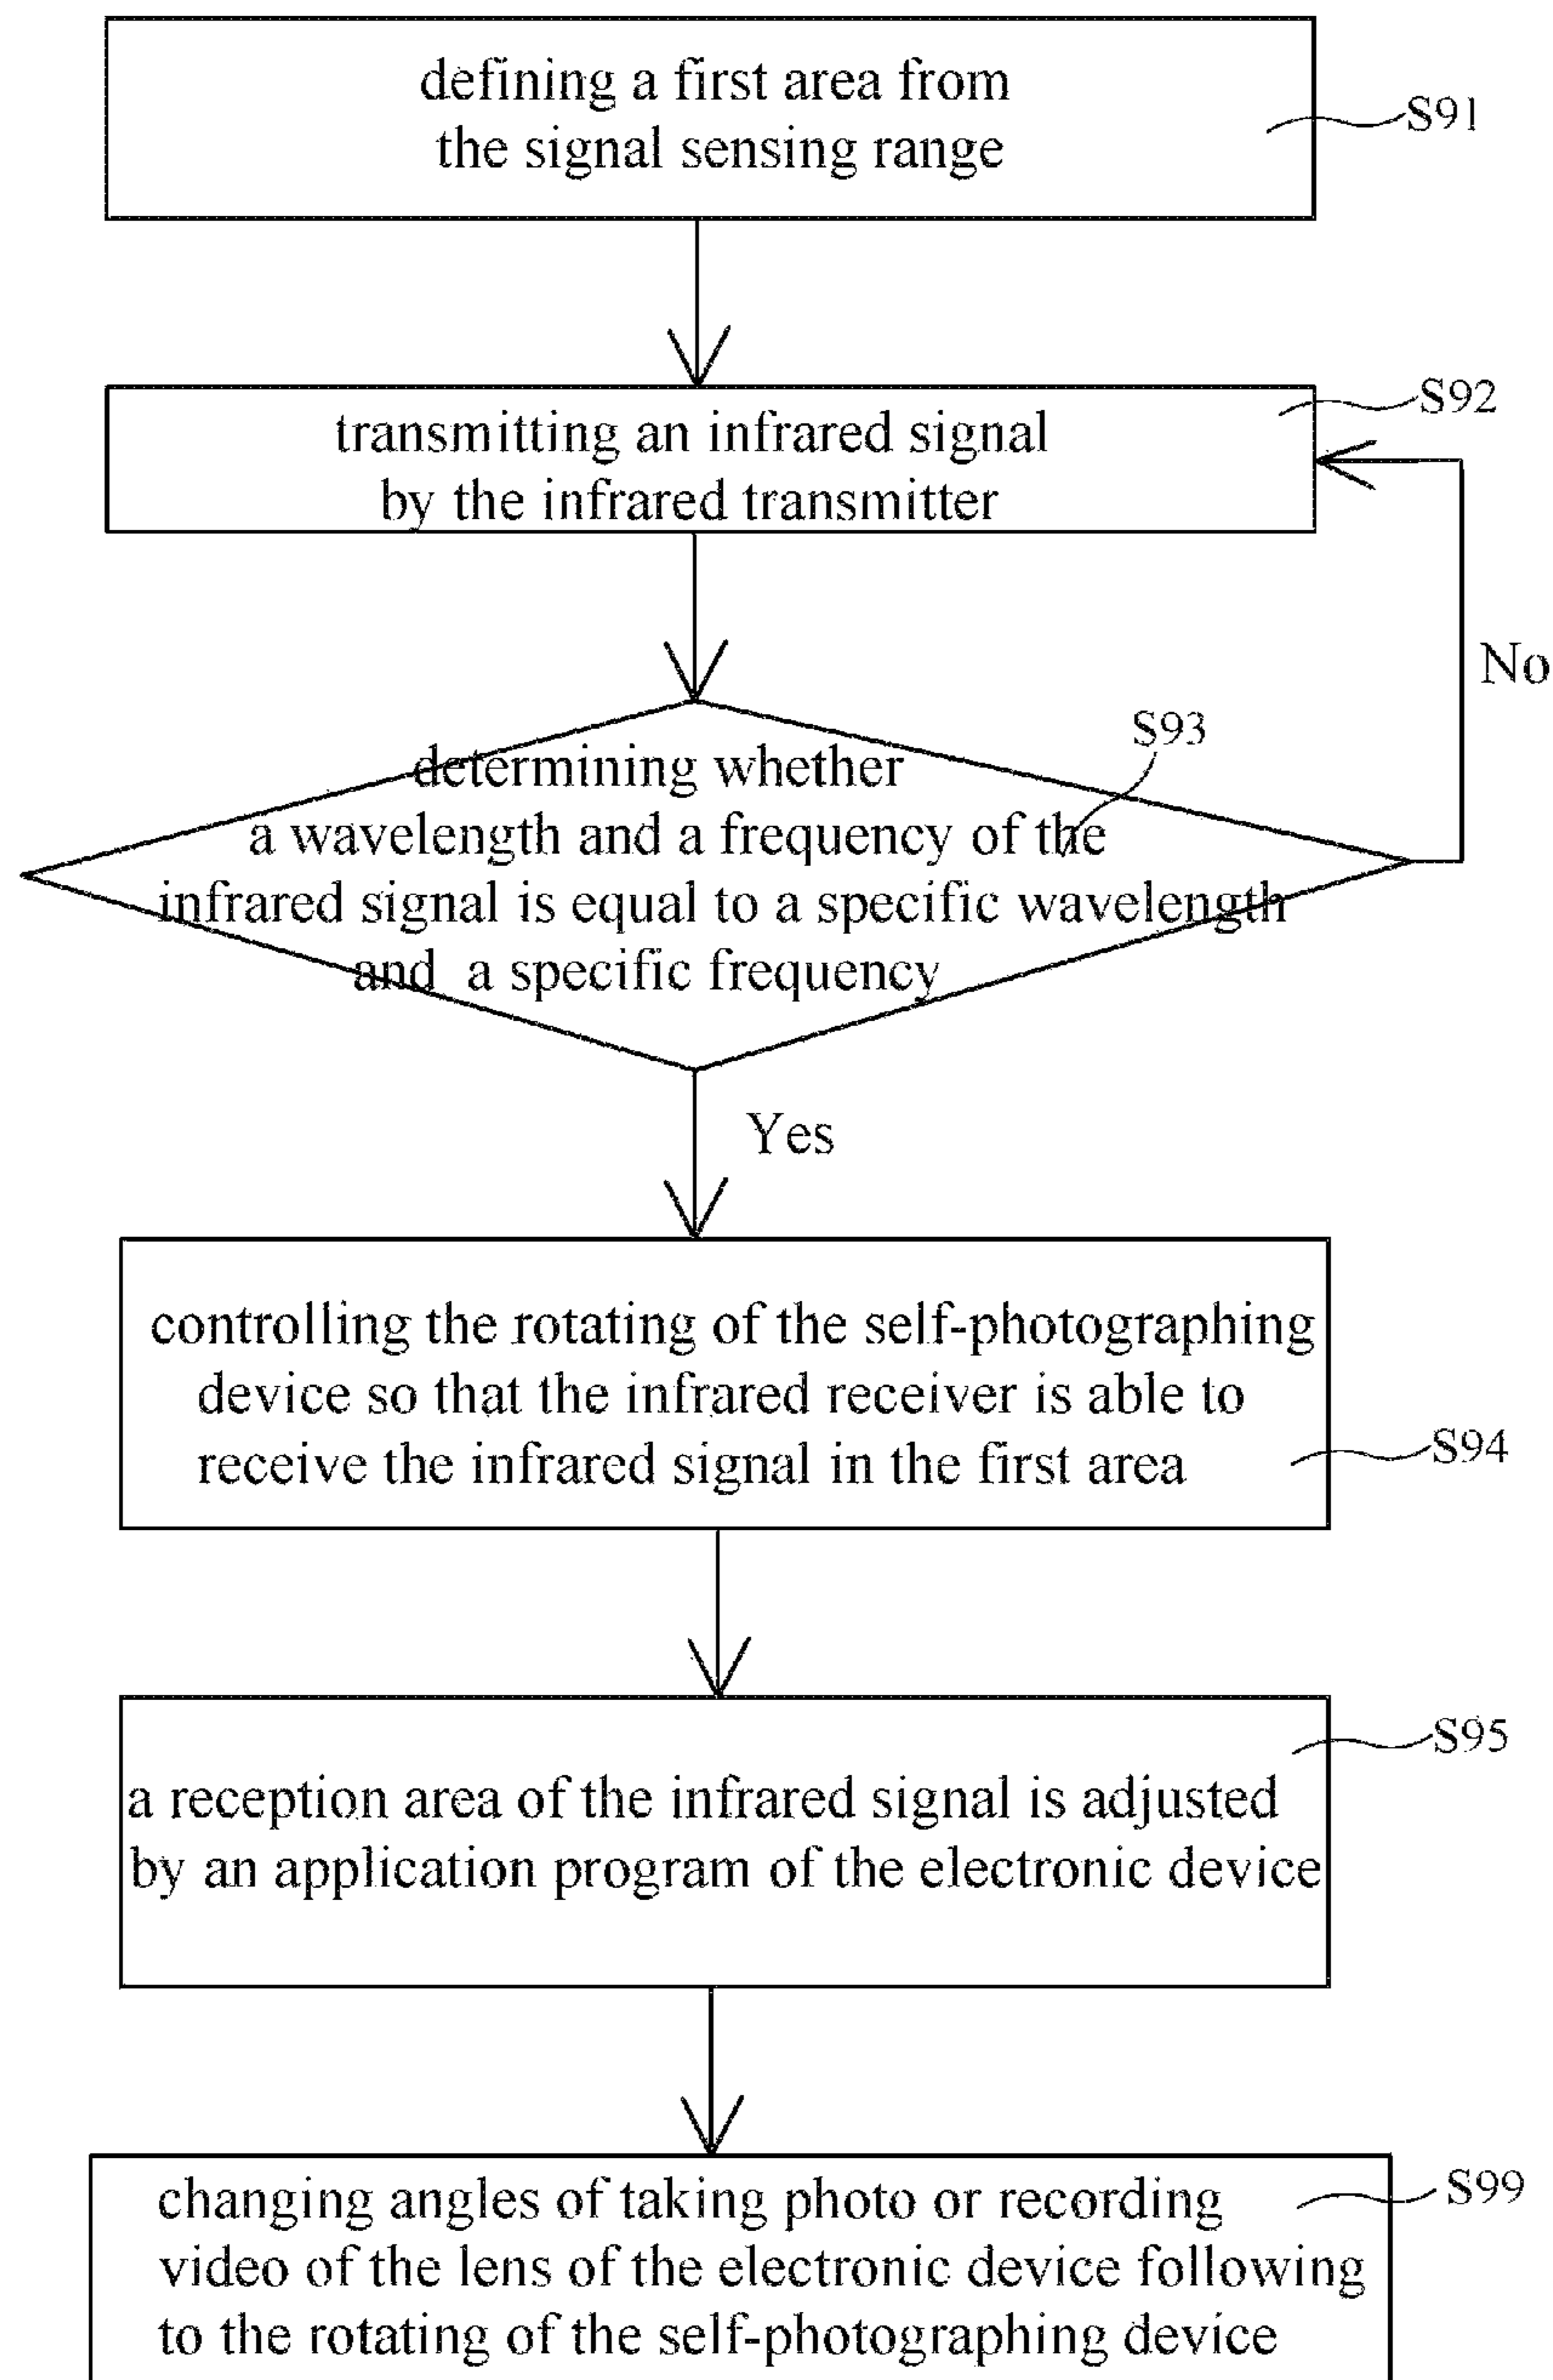 defining a first area from
the signal sensing range
S91
transmitting an infrared signal
by the infrared transmitter
S92
No
S93
determining whether
a wavelength and a frequency of the
infrared signal is equal to a specific wavelength
and a specific frequency
Yes
controlling the rotating of the self-photographing
device so that the infrared receiver is able to
receive the infrared signal in the first area
S94
S95
a reception area of the infrared signal is adjusted
by an application program of the electronic device
S99
changing angles of taking photo or recording
video of the lens of the electronic device following
to the rotating of the self-photographing device